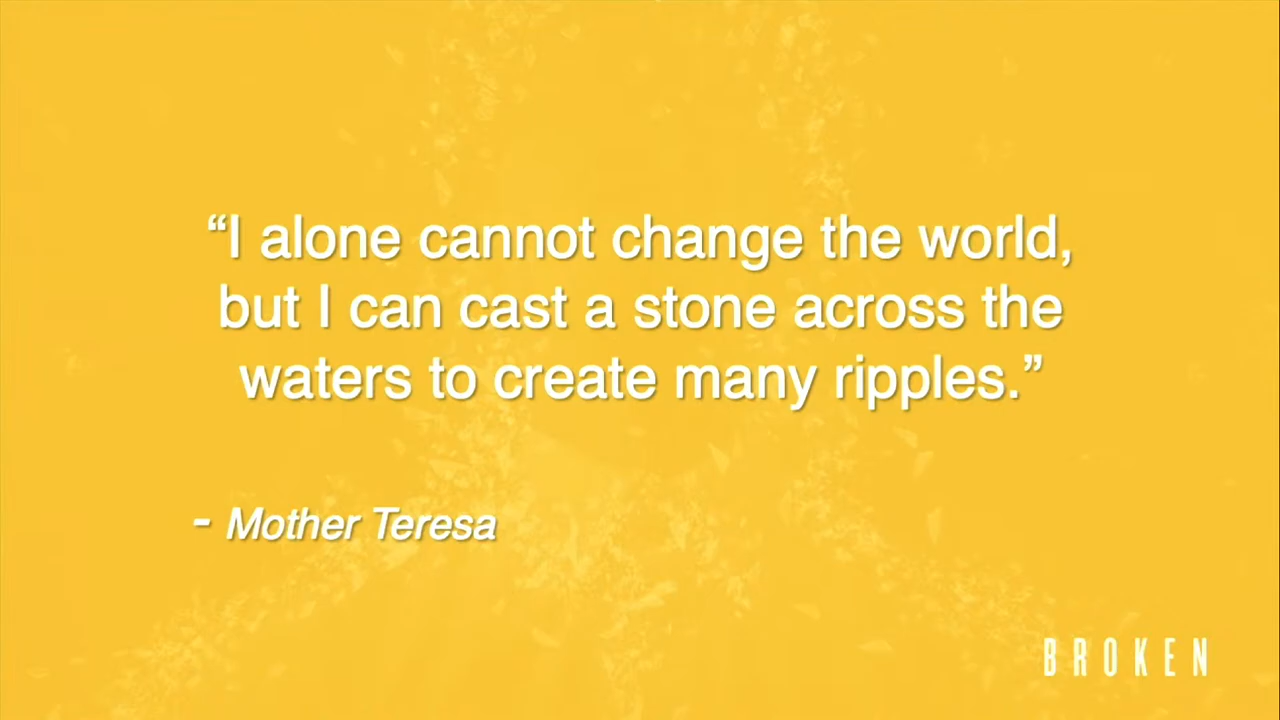 “I alone cannot change the world,
but I can cast a stone across the
waters to create many ripples.”
- Mother Teresa
BROKEN